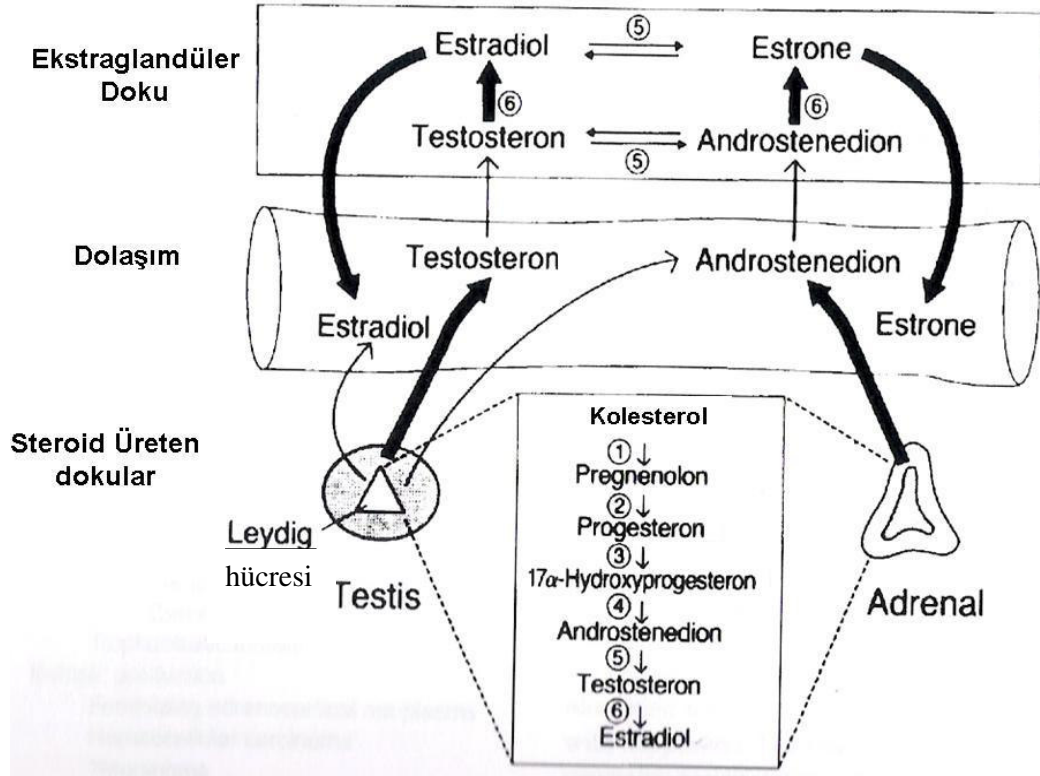 Ekstraglandüler
Doku
Estradiol
⑤
Estrone
⑥
⑥
Testosteron
⑤
Androstenedion
Dolaşım
Testosteron
Androstenedion
Estradiol
Estrone
Steroid Üreten
dokular
Leydig
hücresi
Testis
Adrenal
Kolesterol
① ↓
Pregnenolon
② ↓
Progesteron
③ ↓
17α-Hydroxyprogesteron
④ ↓
Androstenedion
⑤ ↓
Testosteron
⑥ ↓
Estradiol